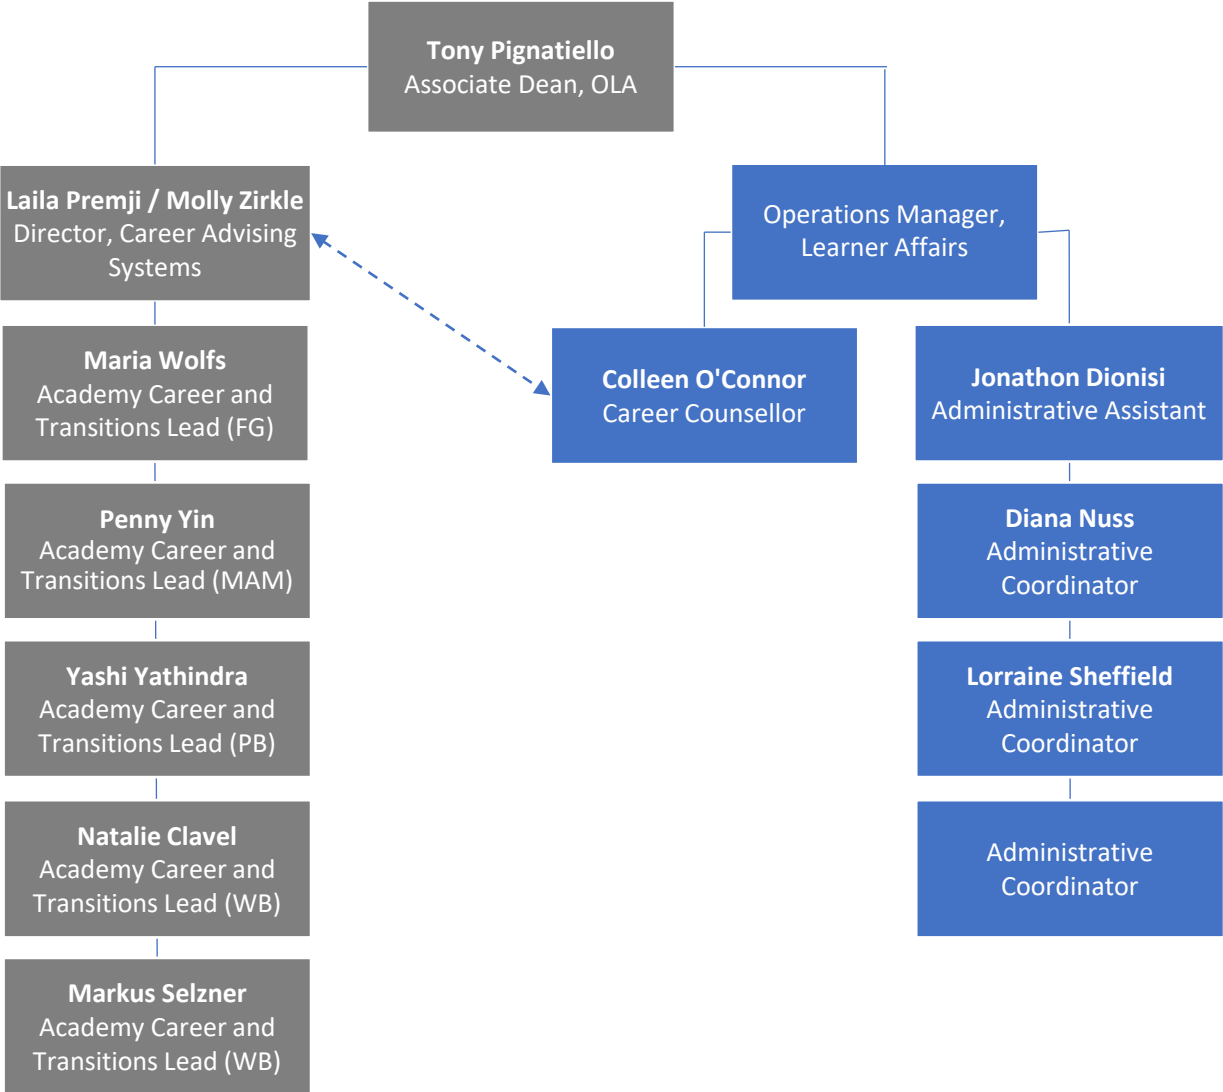 Tony Pignatiello
Associate Dean, OLA
Laila Premji / Molly Zirkle
Director, Career Advising
Systems
Operations Manager,
Learner Affairs
Maria Wolfs
Academy Career and
Transitions Lead (FG)
Colleen O'Connor
Career Counsellor
Jonathon Dionisi
Administrative Assistant
Penny Yin
Academy Career and
Transitions Lead (MAM)
Diana Nuss
Administrative
Coordinator
Yashi Yathindra
Academy Career and
Transitions Lead (PB)
Lorraine Sheffield
Administrative
Coordinator
Natalie Clavel
Academy Career and
Transitions Lead (WB)
Administrative
Coordinator
Markus Selzner
Academy Career and
Transitions Lead (WB)